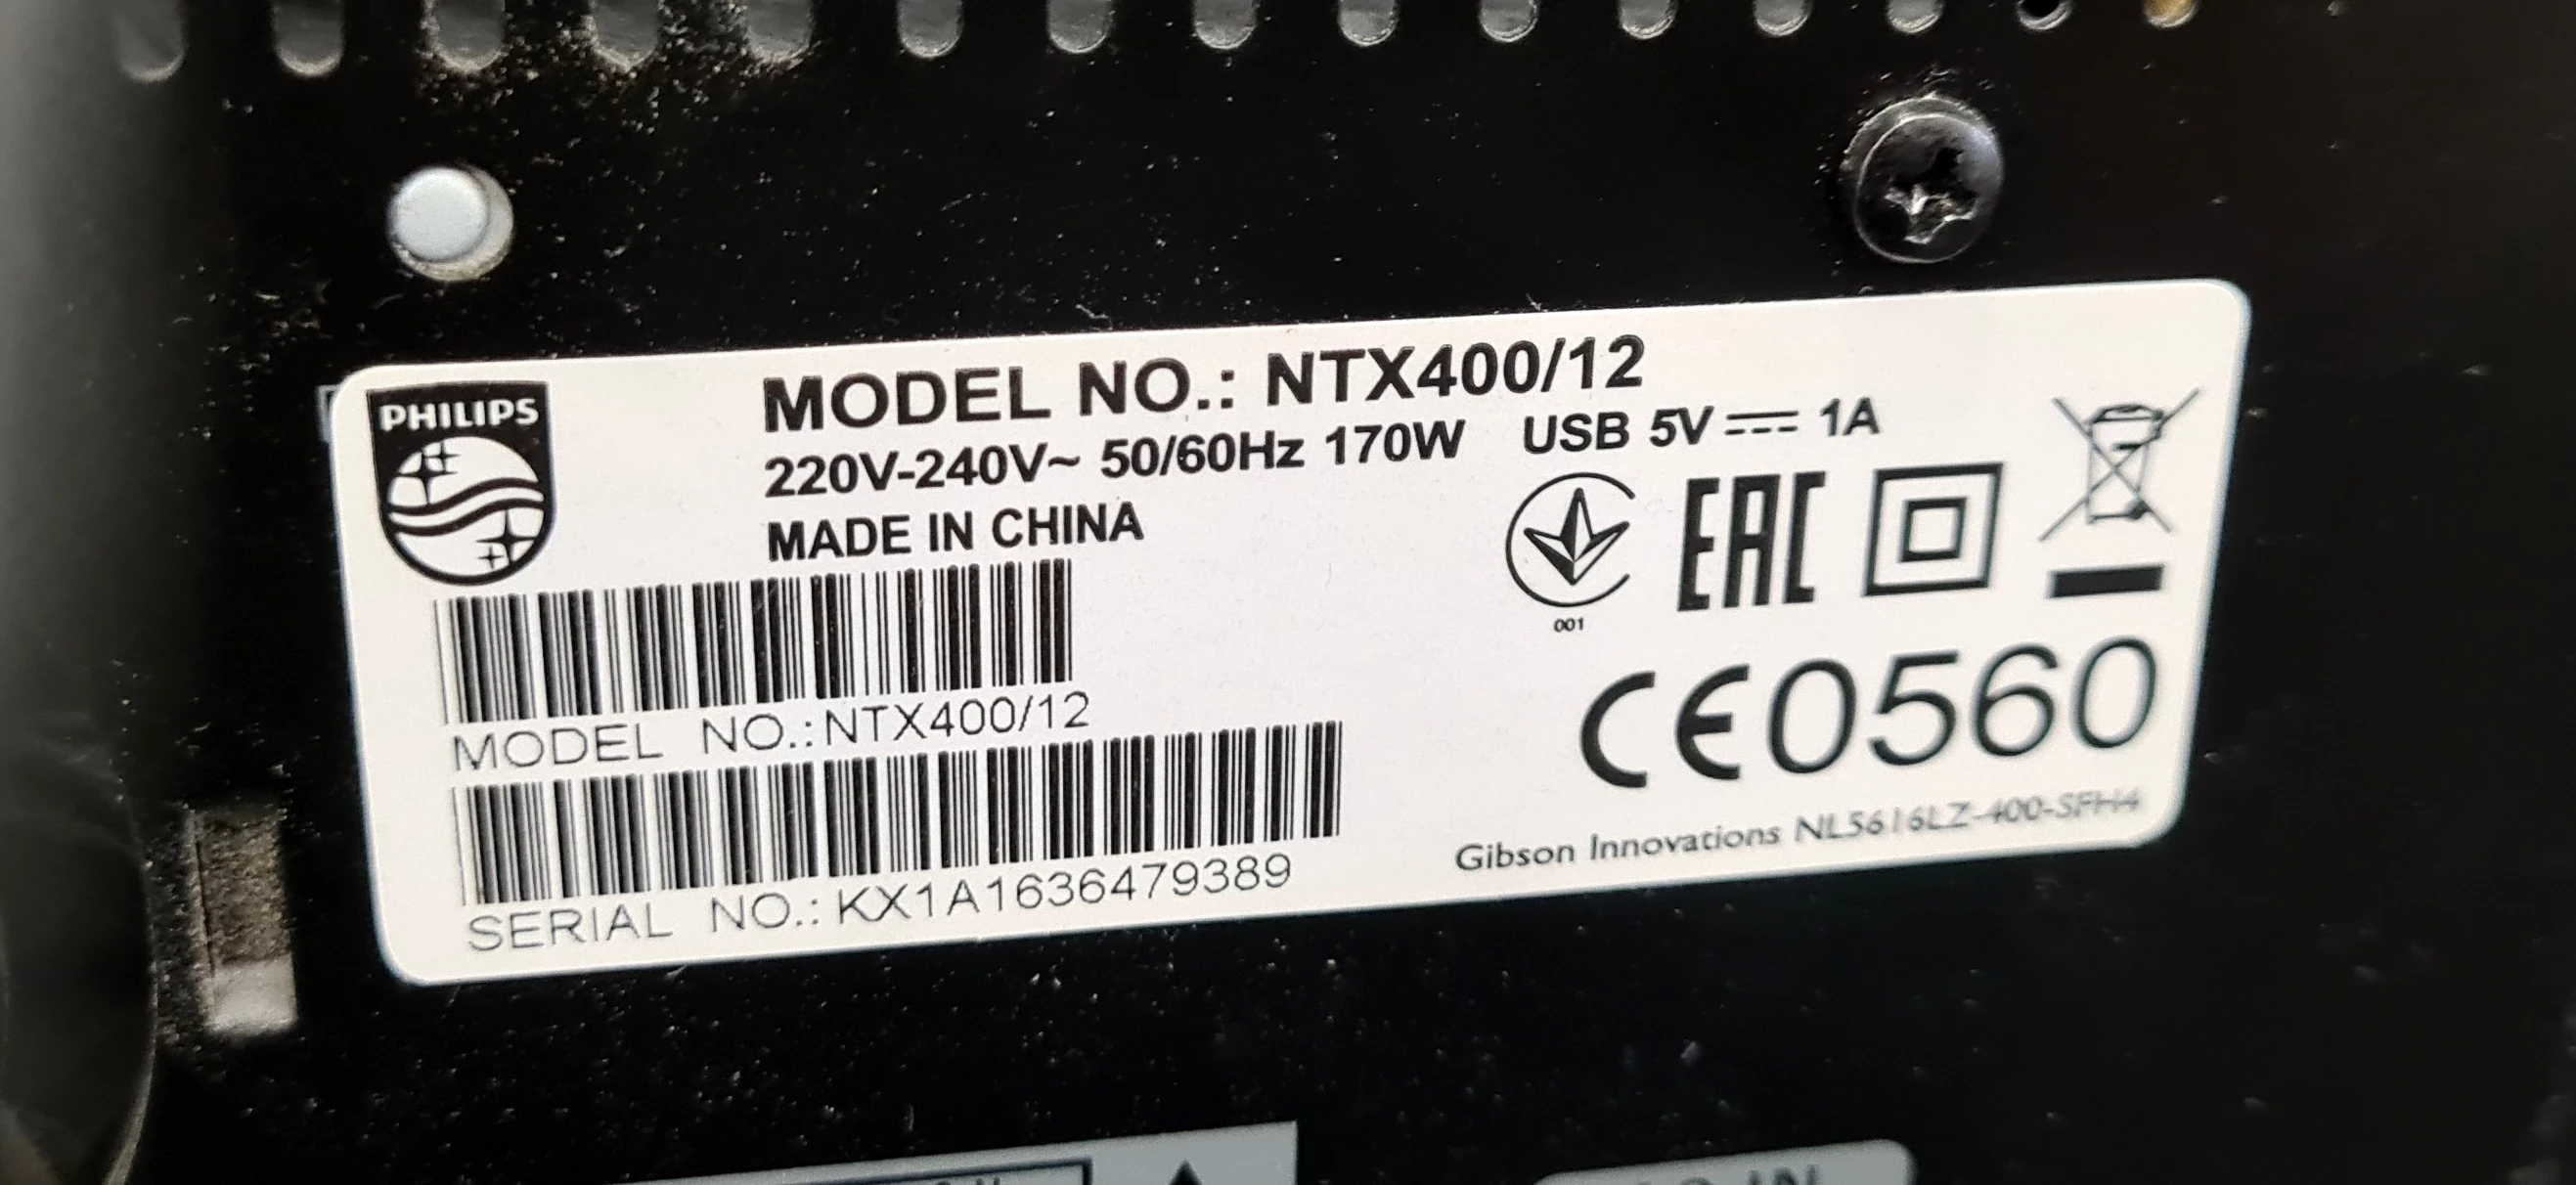 PHILIPS
MODEL NO.: NTX400/12
220V-240V~ 50/60Hz 170W USB 5V⎓1A
MADE IN CHINA
EAC
001
MODEL NO.:NTX400/12
CE0560
SERIAL NO.: KX1A1636479389
Gibson Innovations NL5616LZ-400-SFH4